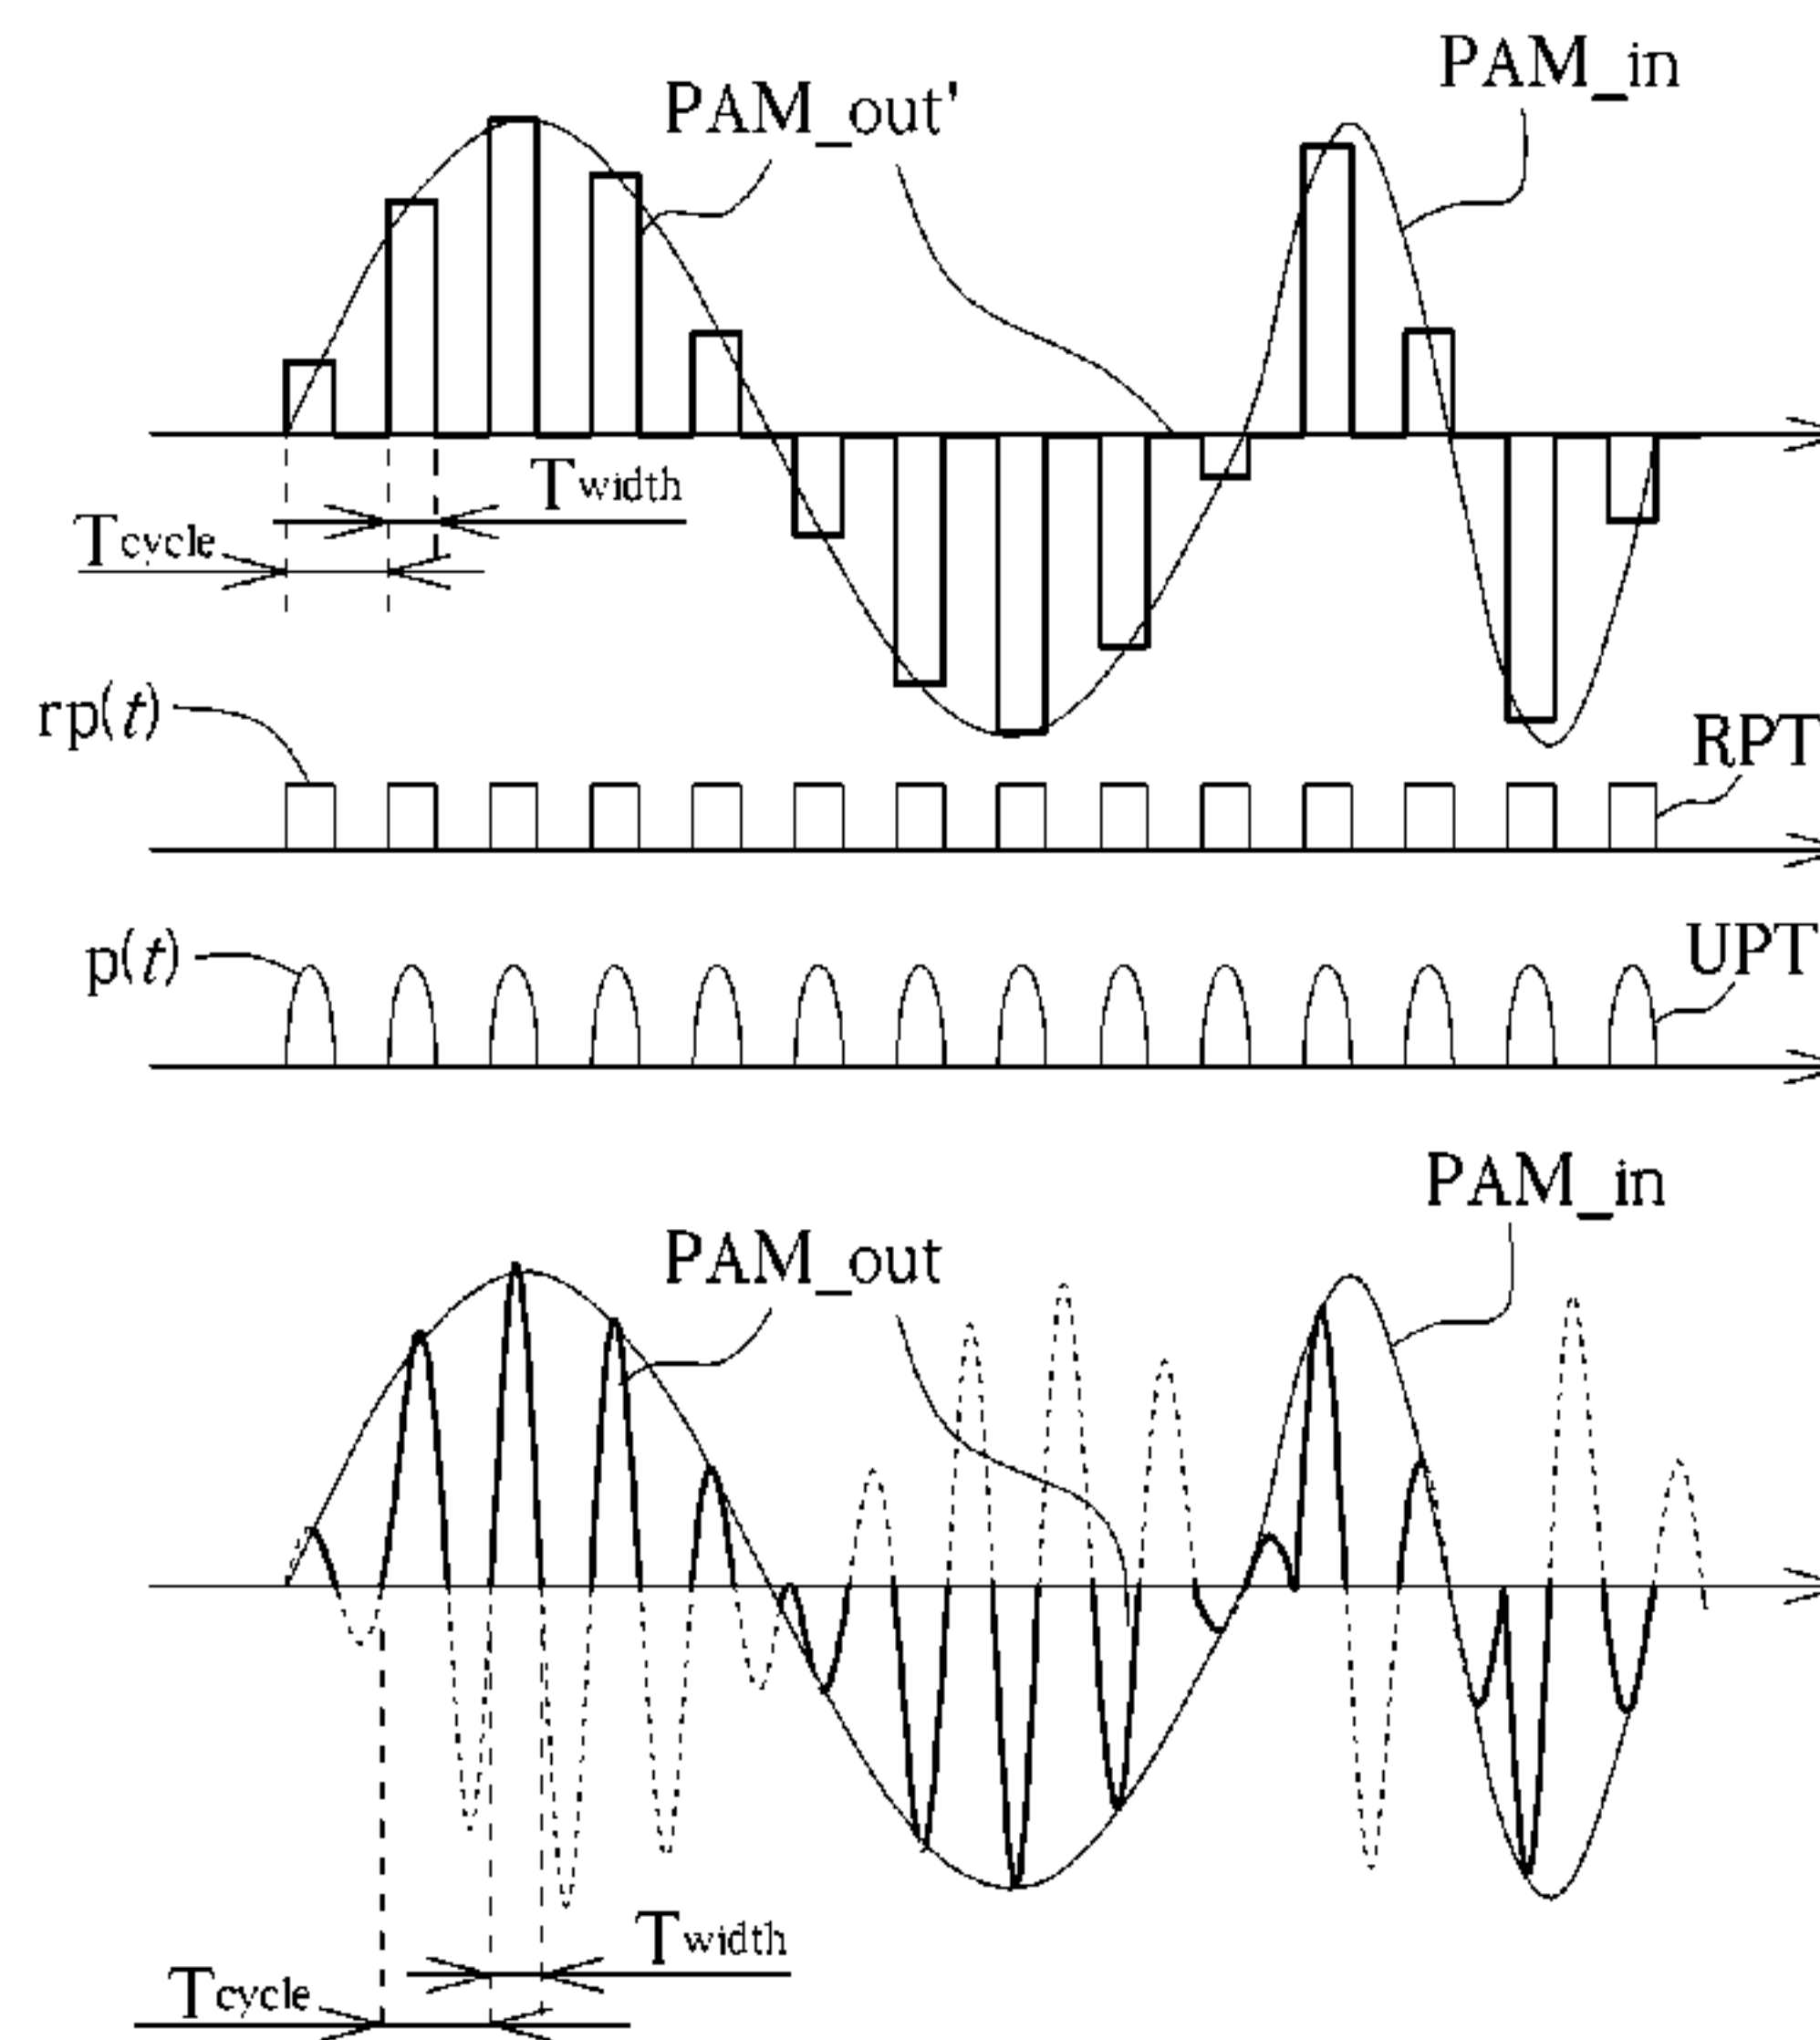 PAM_in
PAM_out'
Twidth
Tcycle
rp(t)
RPT
p(t)
UPT
PAM_in
PAM_out
Twidth
Tcycle